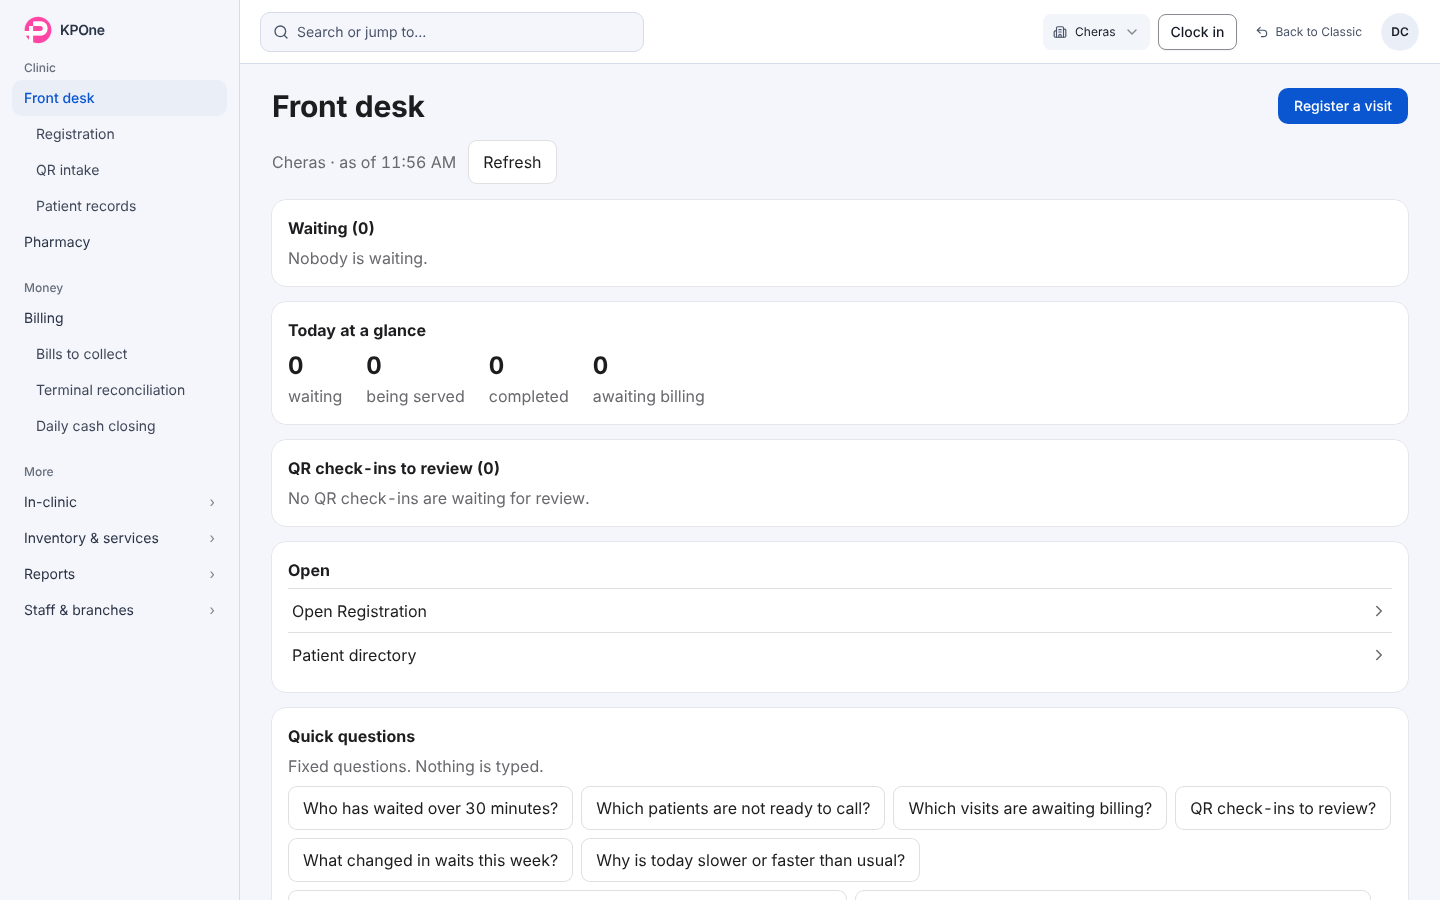 KPOne
Search or jump to...
Cheras
Clock in
Back to Classic
DC
Clinic
Front desk
Registration
QR intake
Patient records
Pharmacy
Money
Billing
Bills to collect
Terminal reconciliation
Daily cash closing
More
In-clinic
Inventory & services
Reports
Staff & branches
Front desk
Register a visit
Cheras · as of 11:56 AM
Refresh
Waiting (0)
Nobody is waiting.
Today at a glance
0 0 0 0
waiting being served completed awaiting billing
QR check-ins to review (0)
No QR check-ins are waiting for review.
Open
Open Registration
Patient directory
Quick questions
Fixed questions. Nothing is typed.
Who has waited over 30 minutes? Which patients are not ready to call? Which visits are awaiting billing? QR check-ins to review?
What changed in waits this week? Why is today slower or faster than usual?